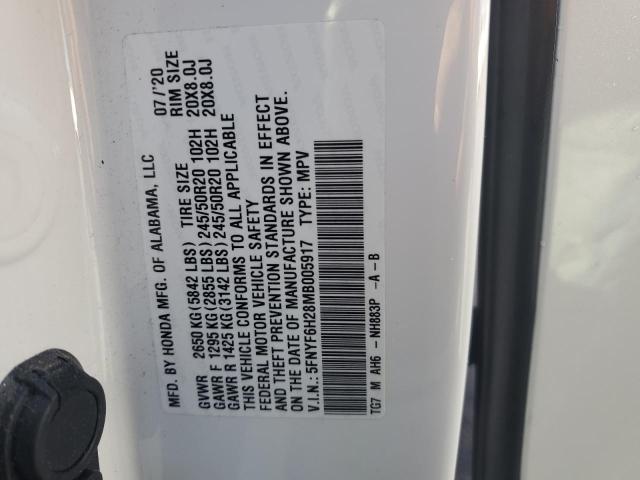 MFD. BY HONDA MFG. OF ALABAMA, LLC 07/'20
TIRE SIZE RIM SIZE
GVWR 2650 KG(5842 LBS)
GAWR F 1295 KG(2855 LBS) 245/50R20 102H 20X8.0J
GAWR R 1425 KG(3142 LBS) 245/50R20 102H 20X8.0J
THIS VEHICLE CONFORMS TO ALL APPLICABLE
FEDERAL MOTOR VEHICLE SAFETY
AND THEFT PREVENTION STANDARDS IN EFFECT
ON THE DATE OF MANUFACTURE SHOWN ABOVE.
V.I.N.: 5FNYF6H28MB005917 TYPE: MPV
TG7 M AH6 - NH883P -A-B